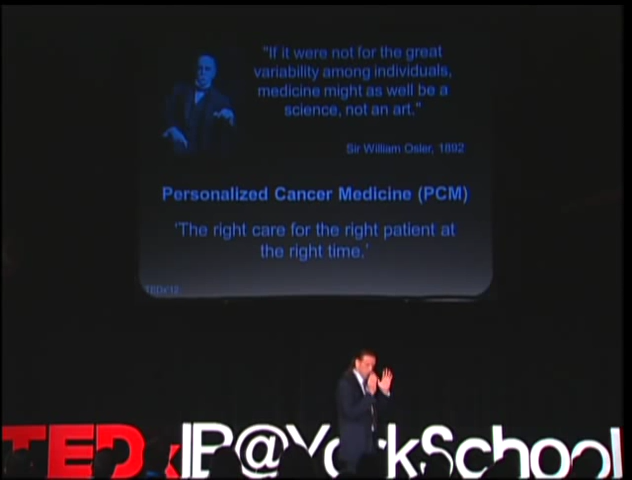 "If it were not for the great
variability among individuals,
medicine might as well be a
science, not an art."
Sir William Osler, 1892
Personalized Cancer Medicine (PCM)
'The right care for the right patient at
the right time.'
TEDx12
TEDxIB@YorkSchool